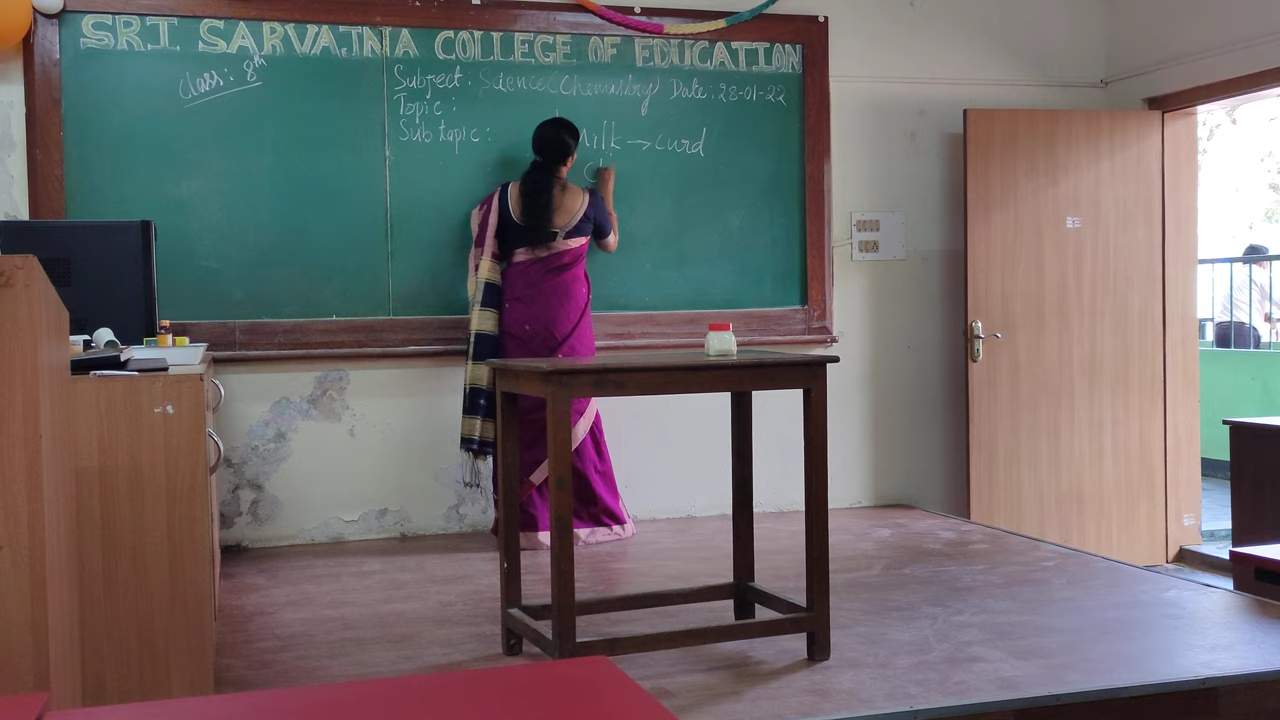 SRI SARVAJNA COLLEGE OF EDUCATION
Class: 8th
Subject: Science (Chemistry) Date: 28-01-22
Topic:
Sub topic:
Milk → curd